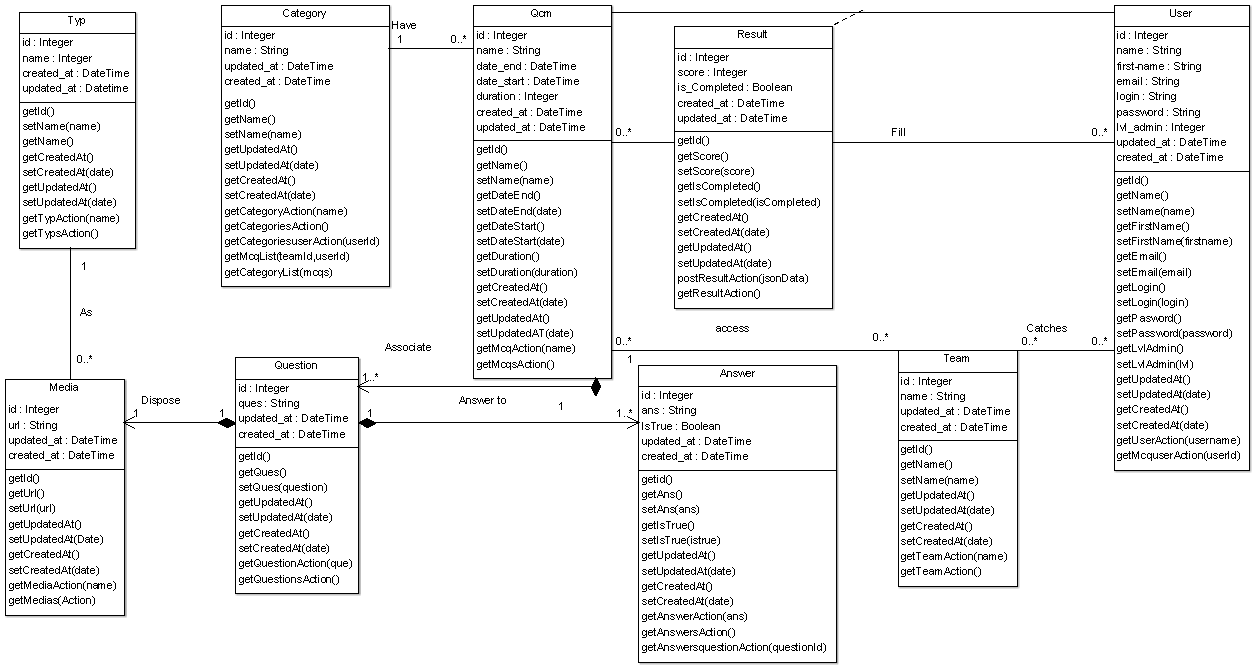 Typ
id : Integer
name : Integer
created_at : DateTime
updated_at : Datetime
getId()
setName(name)
getName()
getCreatedAt()
setCreatedAt(date)
getUpdatedAt()
setUpdatedAt(date)
getTypAction(name)
getTypsAction()
1
As
0..*
Media
id : Integer
url : String
updated_at : DateTime
created_at : DateTime
getId()
getUrl()
setUrl(url)
getUpdatedAt()
setUpdatedAt(Date)
getCreatedAt()
setCreatedAt(date)
getMediaAction(name)
getMedias(Action)
Dispose
1
1
Category
id : Integer
name : String
updated_at : DateTime
created_at : DateTime
getId()
getName()
setName(name)
getUpdatedAt()
setUpdatedAt(date)
getCreatedAt()
setCreatedAt(date)
getCategoryAction(name)
getCategoriesAction()
getCategoriesuserAction(userId)
getMcqList(teamId,userId)
getCategoryList(mcqs)
Have
1
0..*
Question
id : Integer
ques : String
updated_at : DateTime
created_at : DateTime
getId()
getQues()
setQues(question)
getUpdatedAt()
setUpdatedAt(date)
getCreatedAt()
setCreatedAt(date)
getQuestionAction(que)
getQuestionsAction()
Associate
1..*
1
1
Answer to
1
1..*
Qcm
id : Integer
name : String
date_end : DateTime
date_start : DateTime
duration : Integer
created_at : DateTime
updated_at : DateTime
getId()
getName()
setName(name)
getDateEnd()
setDateEnd(date)
getDateStart()
setDateStart(date)
getDuration()
setDuration(duration)
getCreatedAt()
setCreatedAt(date)
getUpdatedAt()
setUpdatedAT(date)
getMcqAction(name)
getMcqsAction()
Result
id : Integer
score : Integer
is_Completed : Boolean
created_at : DateTime
updated_at : DateTime
getId()
getScore()
setScore(score)
getIsCompleted()
setIsCompleted(isCompleted)
getCreatedAt()
setCreatedAt(date)
getUpdatedAt()
setUpdatedAt(date)
postResultAction(jsonData)
getResultAction()
0..*
Fill
0..*
0..*
access
0..*
Catches
0..*
0..*
Answer
id : Integer
ans : String
IsTrue : Boolean
updated_at : DateTime
created_at : DateTime
getid()
getAns()
setAns(ans)
getIsTrue()
setIsTrue(istrue)
getUpdatedAt()
setUpdatedAt(date)
getCreatedAt()
setCreatedAt(date)
getAnswerAction(ans)
getAnswersAction()
getAnswersquestionAction(questionId)
Team
id : Integer
name : String
updated_at : DateTime
created_at : DateTime
getId()
getName()
setName(name)
getUpdatedAt()
setUpdatedAt(date)
getCreatedAt()
setCreatedAt(date)
getTeamAction(name)
getTeamAction()
User
id : Integer
name : String
first-name : String
email : String
login : String
password : String
lvl_admin : Integer
updated_at : DateTime
created_at : DateTime
getId()
getName()
setName(name)
getFirstName()
setFirstName(firstname)
getEmail()
setEmail(email)
getLogin()
setLogin(login)
getPasword()
setPassword(password)
getLvlAdmin()
setLvlAdmin(lvl)
getUpdatedAt()
setUpdatedAt(date)
getCreatedAt()
setCreatedAt(date)
getUserAction(username)
getMcquserAction(userId)